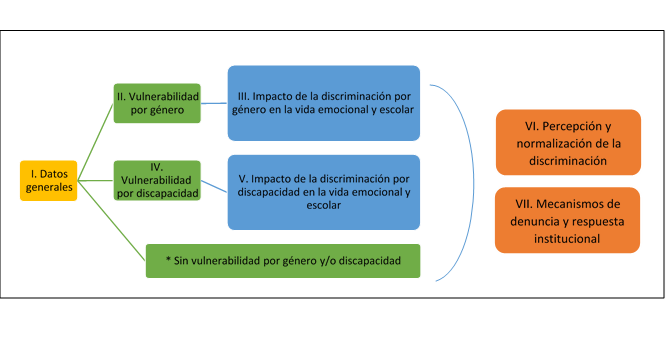 I. Datos
generales
II. Vulnerabilidad
por género
III. Impacto de la discriminación por
género en la vida emocional y escolar
IV.
Vulnerabilidad
por discapacidad
V. Impacto de la discriminación por
discapacidad en la vida emocional y
escolar
* Sin vulnerabilidad por género y/o discapacidad
VI. Percepción y
normalización de la
discriminación
VII. Mecanismos de
denuncia y respuesta
institucional